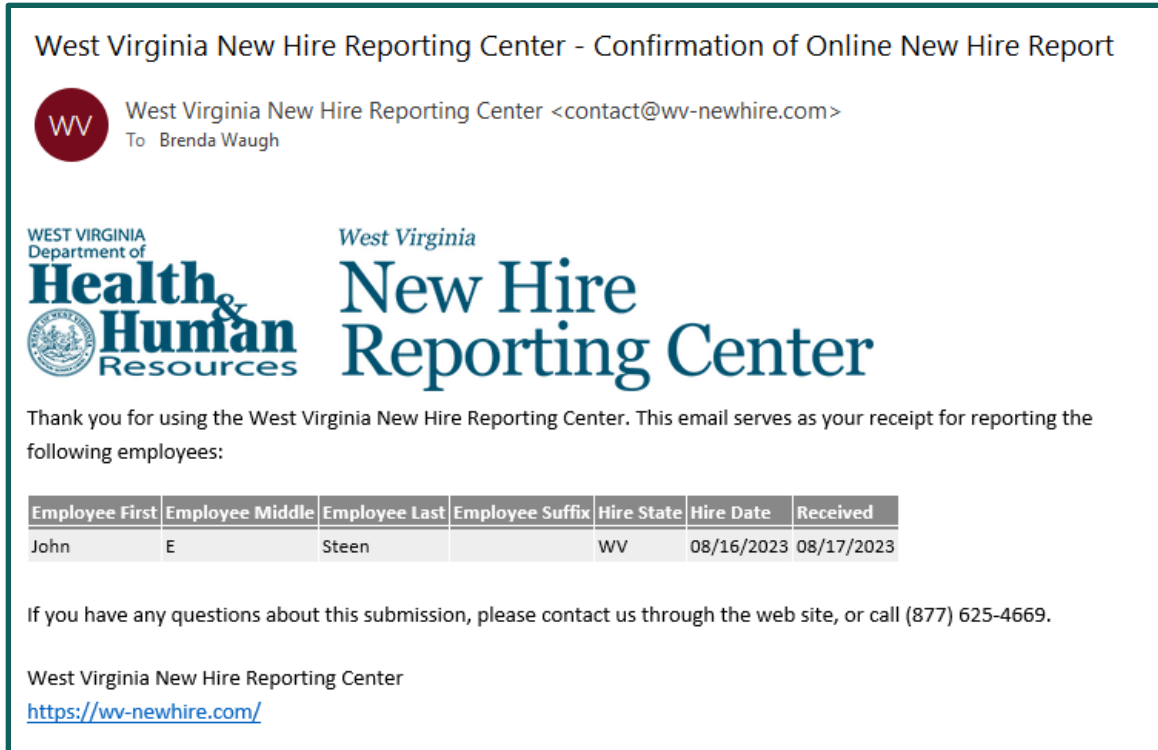 West Virginia New Hire Reporting Center - Confirmation of Online New Hire Report
WV
West Virginia New Hire Reporting Center <contact@wv-newhire.com>
To Brenda Waugh
WEST VIRGINIA
Department of
Health
&
Human
Resources
West Virginia
New Hire
Reporting Center
Thank you for using the West Virginia New Hire Reporting Center. This email serves as your receipt for reporting the
following employees:
Employee First Employee Middle Employee Last Employee Suffix Hire State Hire Date Received
John E Steen WV 08/16/2023 08/17/2023
If you have any questions about this submission, please contact us through the web site, or call (877) 625-4669.
West Virginia New Hire Reporting Center
https://wv-newhire.com/